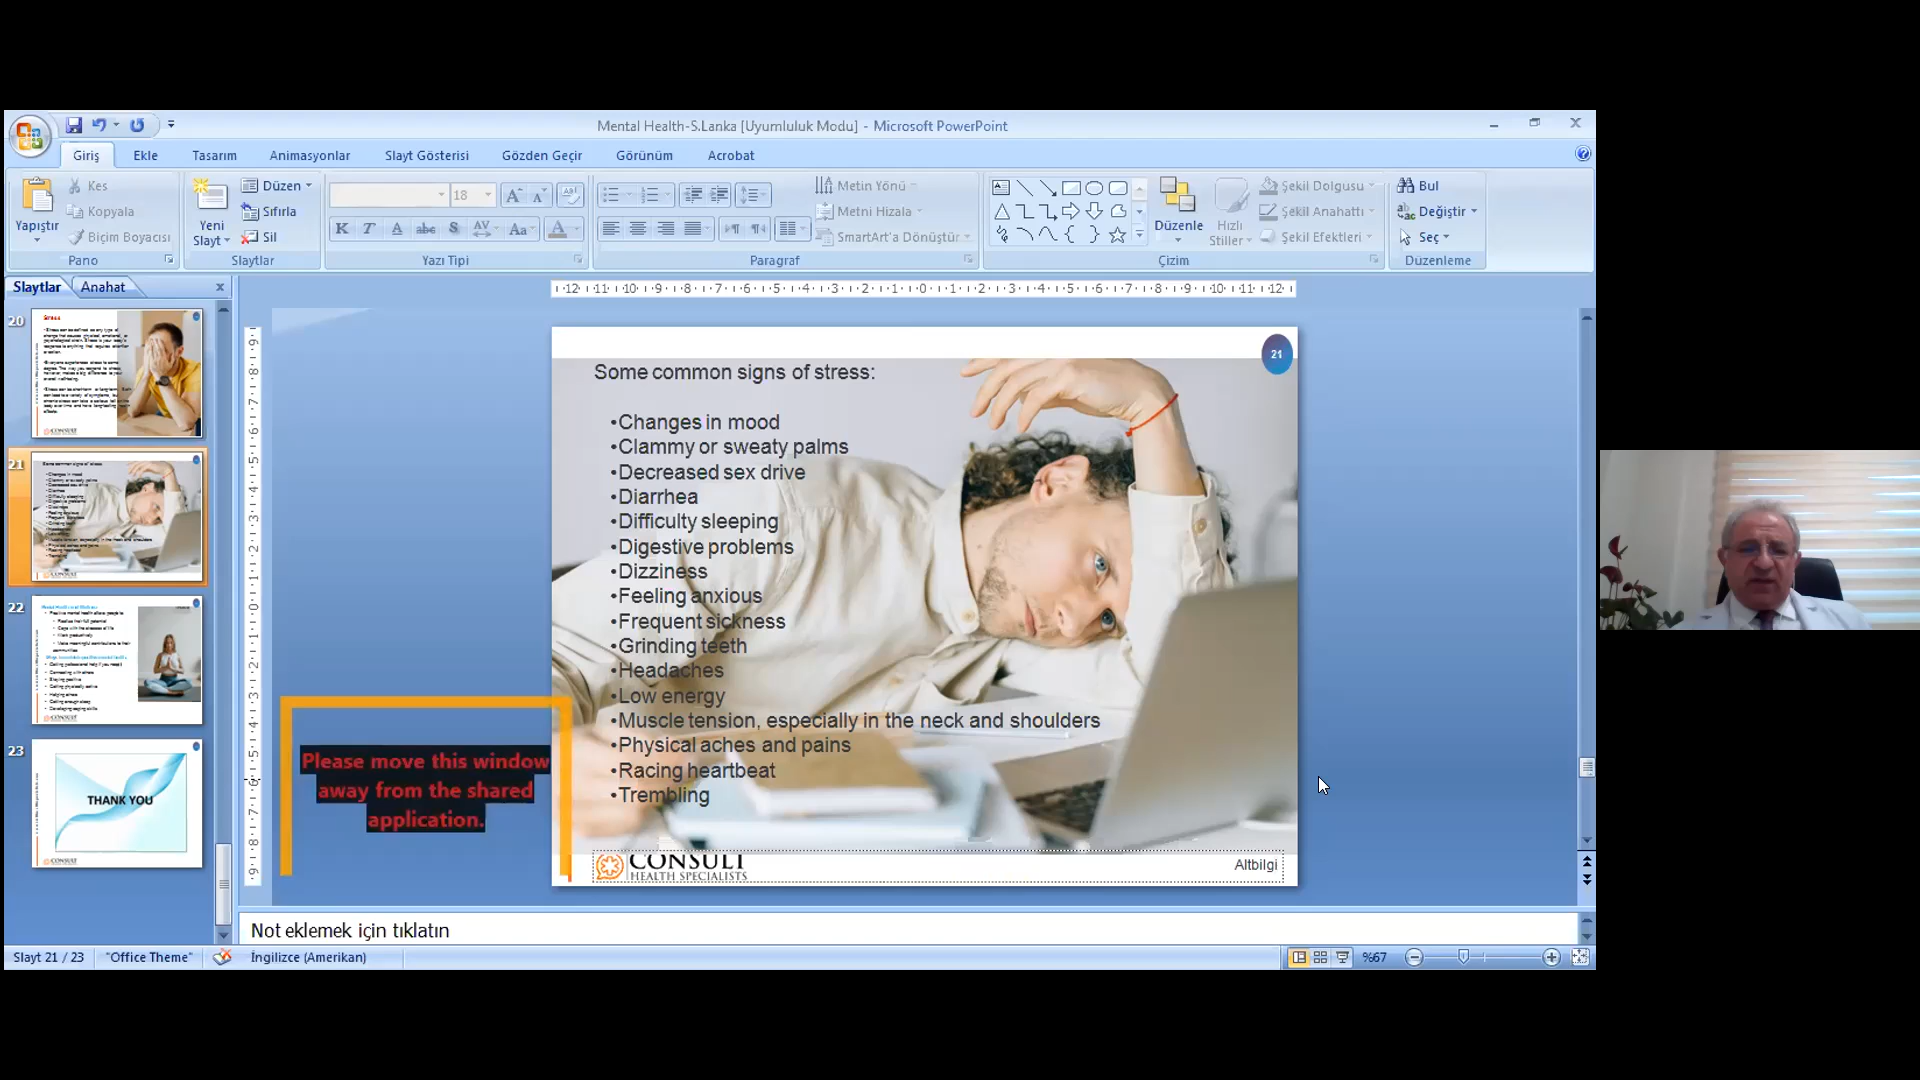 Mental Health-S.Lanka [Uyumluluk Modu] - Microsoft PowerPoint
Giriş Ekle Tasarım Animasyonlar Slayt Gösterisi Gözden Geçir Görünüm Acrobat
Yapıştır
Kes
Kopyala
Biçim Boyacısı
Pano
Yeni
Slayt
Düzen
Sıfırla
Sil
Slaytlar
18
Yazı Tipi
Metin Yönü
Metni Hizala
SmartArt'a Dönüştür
Paragraf
Düzenle
Hızlı
Stiller
Şekil Dolgusu
Şekil Anahattı
Şekil Efektleri
Çizim
Bul
Değiştir
Seç
Düzenleme
Slaytlar Anahat
20
Stress
21
22
23
THANK YOU
21
Some common signs of stress:
•Changes in mood
•Clammy or sweaty palms
•Decreased sex drive
•Diarrhea
•Difficulty sleeping
•Digestive problems
•Dizziness
•Feeling anxious
•Frequent sickness
•Grinding teeth
•Headaches
•Low energy
•Muscle tension, especially in the neck and shoulders
•Physical aches and pains
•Racing heartbeat
•Trembling
CONSULT
HEALTH SPECIALISTS
Altbilgi
Please move this window
away from the shared
application.
Not eklemek için tıklatın
Slayt 21 / 23 "Office Theme" İngilizce (Amerikan) %67